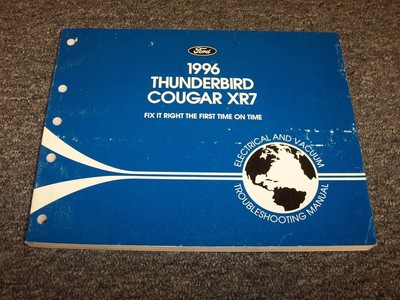 Ford
1996
THUNDERBIRD
COUGAR XR7
FIX IT RIGHT THE FIRST TIME ON TIME
ELECTRICAL AND VACUUM
TROUBLESHOOTING MANUAL